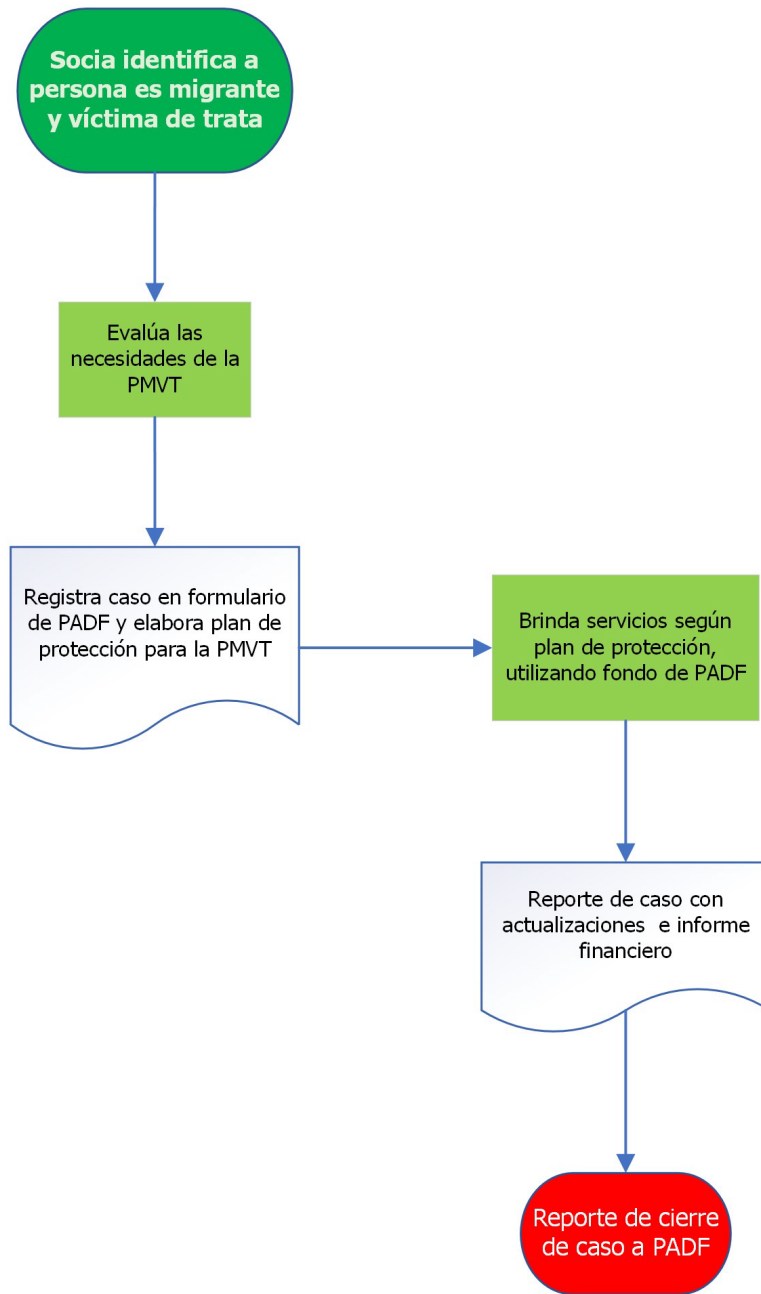 Socia identifica a
persona es migrante
y víctima de trata
Evalúa las
necesidades de la
PMVT
Registra caso en formulario
de PADF y elabora plan de
protección para la PMVT
Brinda servicios según
plan de protección,
utilizando fondo de PADF
Reporte de caso con
actualizaciones e informe
financiero
Reporte de cierre
de caso a PADF